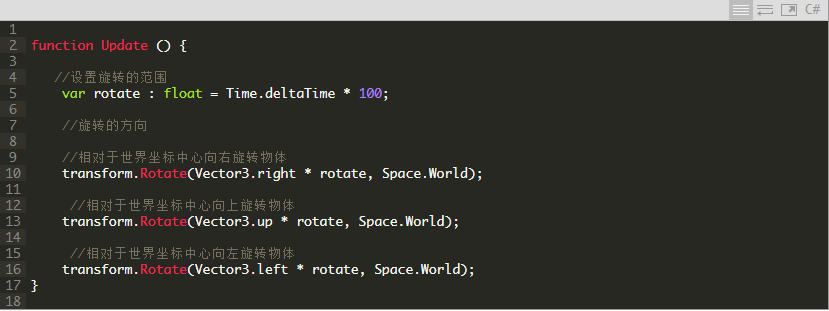 C#
1
2 function Update () {
3
4 //设置旋转的范围
5 var rotate : float = Time.deltaTime * 100;
6
7 //旋转的方向
8
9 //相对于世界坐标中心向右旋转物体
10 transform.Rotate(Vector3.right * rotate, Space.World);
11
12 //相对于世界坐标中心向上旋转物体
13 transform.Rotate(Vector3.up * rotate, Space.World);
14
15 //相对于世界坐标中心向左旋转物体
16 transform.Rotate(Vector3.left * rotate, Space.World);
17 }
18